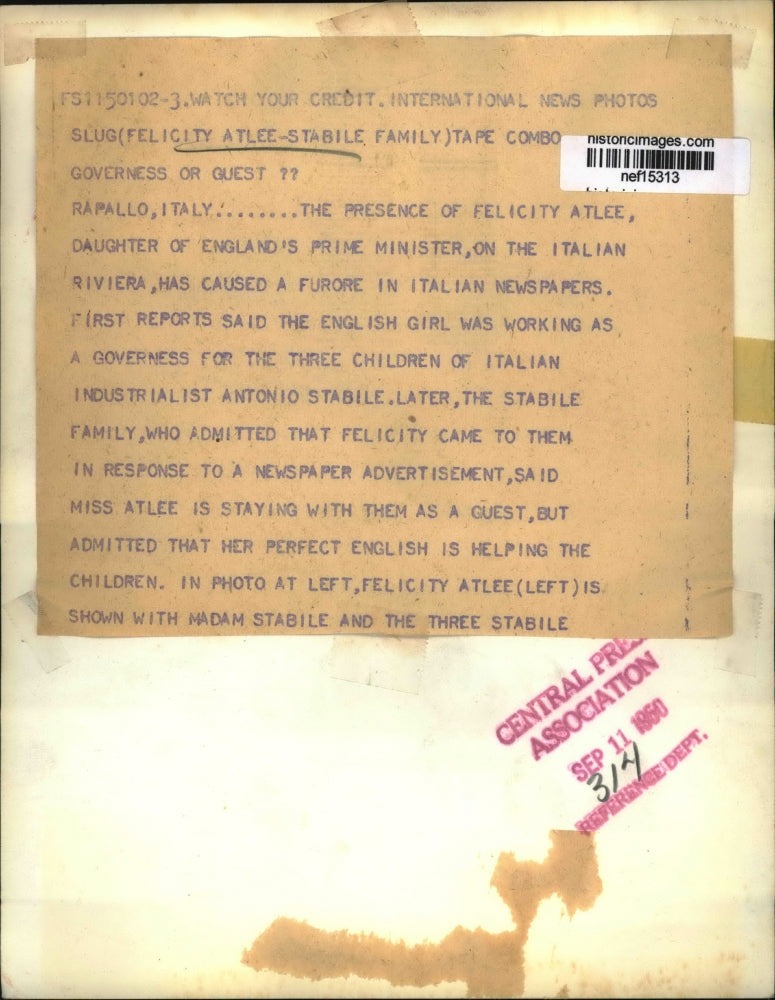 FS1150102-3.WATCH YOUR CREDIT.INTERNATIONAL NEWS PHOTOS
SLUG(FELICITY ATLEE-STABILE FAMILY)TAPE COMBO
historicimages.com
nef15313
GOVERNESS OR GUEST ??
RAPALLO,ITALY.........THE PRESENCE OF FELICITY ATLEE,
DAUGHTER OF ENGLAND'S PRIME MINISTER,ON THE ITALIAN
RIVIERA,HAS CAUSED A FURORE IN ITALIAN NEWSPAPERS.
FIRST REPORTS SAID THE ENGLISH GIRL WAS WORKING AS
A GOVERNESS FOR THE THREE CHILDREN OF ITALIAN
INDUSTRIALIST ANTONIO STABILE.LATER,THE STABILE
FAMILY,WHO ADMITTED THAT FELICITY CAME TO THEM
IN RESPONSE TO A NEWSPAPER ADVERTISEMENT,SAID
MISS ATLEE IS STAYING WITH THEM AS A GUEST,BUT
ADMITTED THAT HER PERFECT ENGLISH IS HELPING THE
CHILDREN. IN PHOTO AT LEFT,FELICITY ATLEE(LEFT)IS
SHOWN WITH MADAM STABILE AND THE THREE STABILE
CENTRAL
ASSOCIATION
SEP 11 1950
314
REFERENCE DEPT.